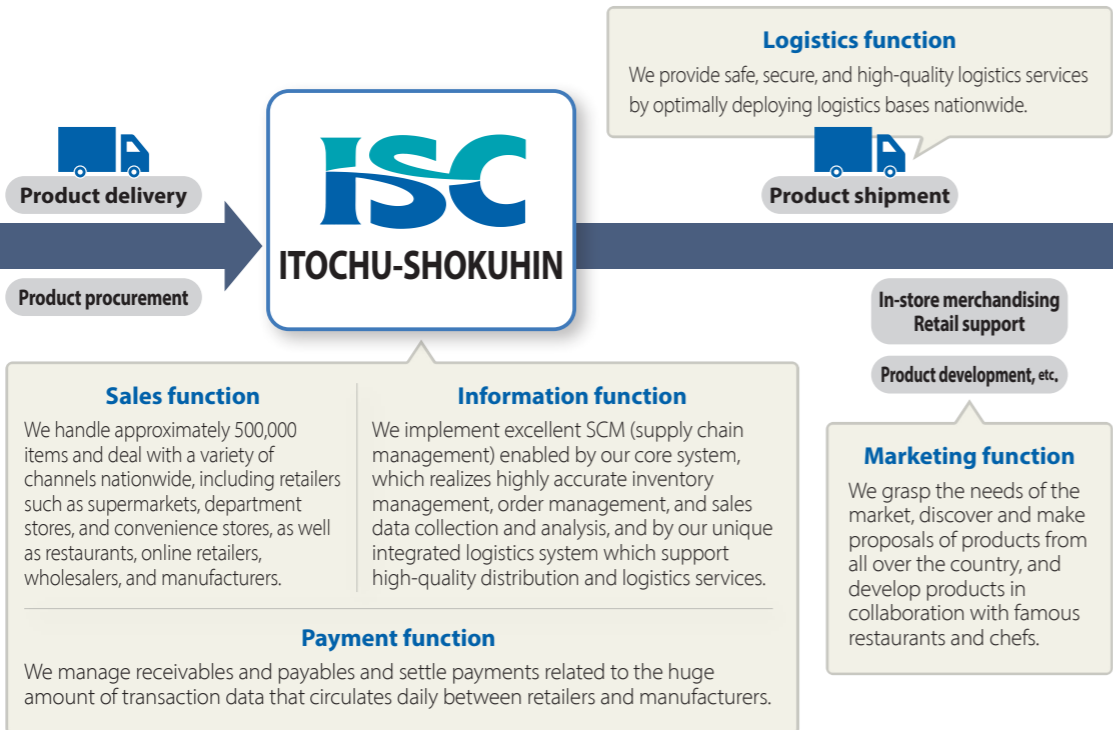 Logistics function
We provide safe, secure, and high-quality logistics services
by optimally deploying logistics bases nationwide.
Product delivery
Product procurement
ISC
ITOCHU-SHOKUHIN
Product shipment
In-store merchandising
Retail support
Product development, etc.
Sales function
We handle approximately 500,000
items and deal with a variety of
channels nationwide, including retailers
such as supermarkets, department
stores, and convenience stores, as well
as restaurants, online retailers,
wholesalers, and manufacturers.
Information function
We implement excellent SCM (supply chain
management) enabled by our core system,
which realizes highly accurate inventory
management, order management, and sales
data collection and analysis, and by our unique
integrated logistics system which support
high-quality distribution and logistics services.
Payment function
We manage receivables and payables and settle payments related to the huge
amount of transaction data that circulates daily between retailers and manufacturers.
Marketing function
We grasp the needs of the
market, discover and make
proposals of products from
all over the country, and
develop products in
collaboration with famous
restaurants and chefs.